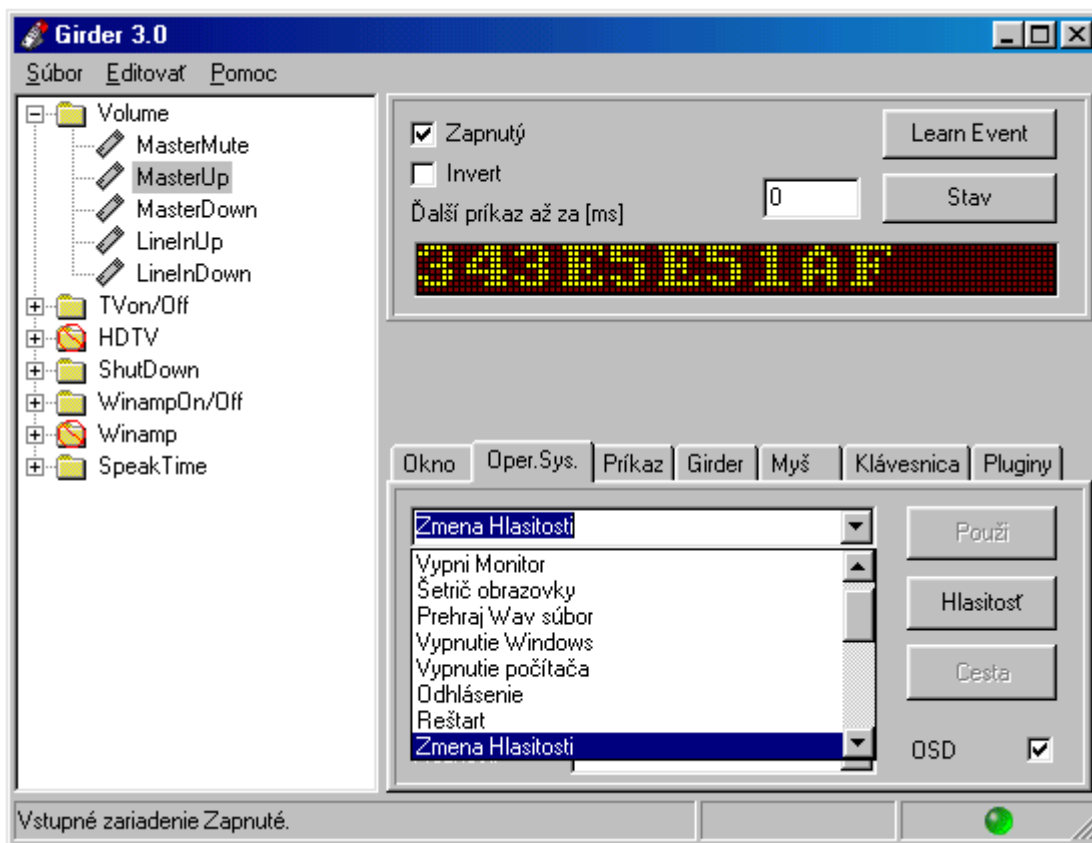 Girder 3.0
Súbor Editovať Pomoc
Volume
MasterMute
MasterUp
MasterDown
LineInUp
LineInDown
TVon/Off
HDTV
ShutDown
WinampOn/Off
Winamp
SpeakTime
Zapnutý
Invert
Ďalší príkaz až za [ms]
0
Learn Event
Stav
343E5E51AF
Okno Oper.Sys. Príkaz Girder Myš Klávesnica Pluginy
Zmena Hlasitosti
Vypni Monitor
Šetrič obrazovky
Prehraj Wav súbor
Vypnutie Windows
Vypnutie počítača
Odhlásenie
Reštart
Zmena Hlasitosti
Použi
Hlasitosť
Cesta
OSD
Vstupné zariadenie Zapnuté.